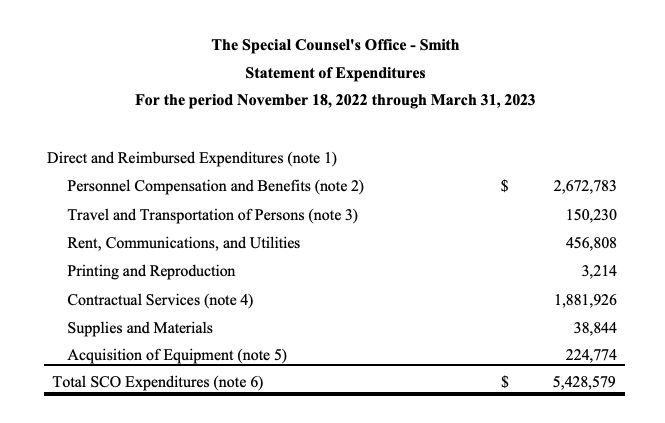 The Special Counsel's Office - Smith
Statement of Expenditures
For the period November 18, 2022 through March 31, 2023
Direct and Reimbursed Expenditures (note 1)
Personnel Compensation and Benefits (note 2) $ 2,672,783
Travel and Transportation of Persons (note 3) 150,230
Rent, Communications, and Utilities 456,808
Printing and Reproduction 3,214
Contractual Services (note 4) 1,881,926
Supplies and Materials 38,844
Acquisition of Equipment (note 5) 224,774
Total SCO Expenditures (note 6) $ 5,428,579